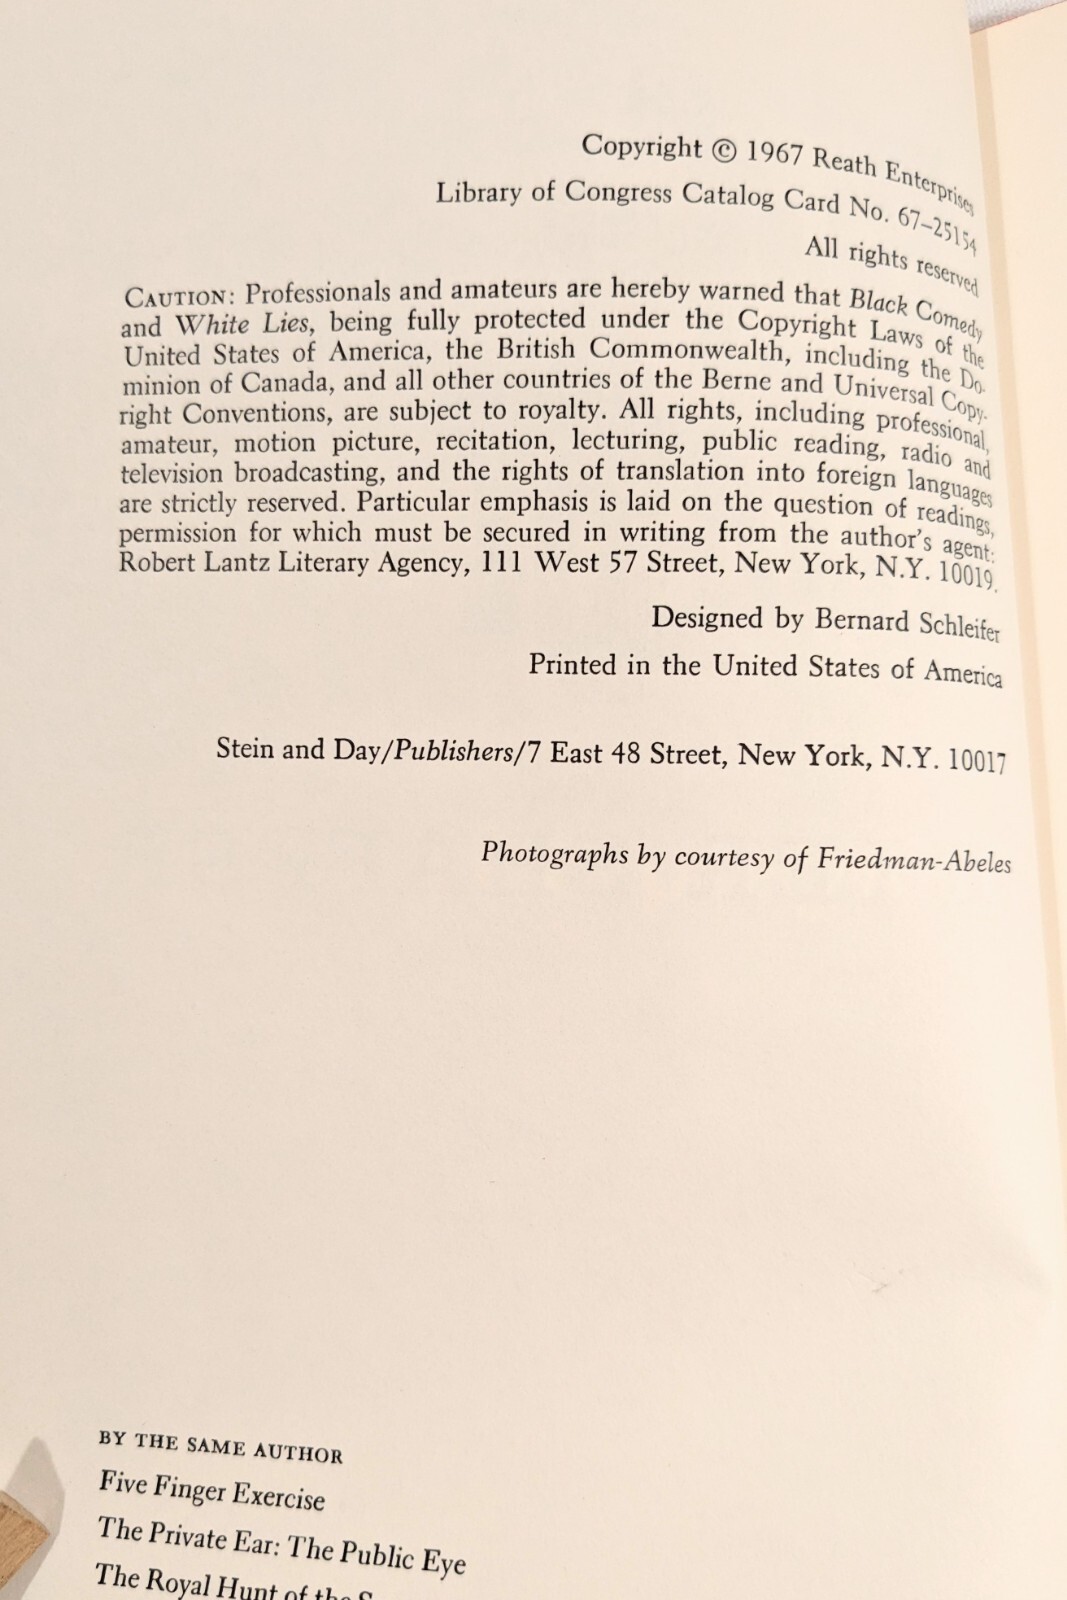 Copyright © 1967 Reath Enterprises
Library of Congress Catalog Card No. 67–25154
All rights reserved
CAUTION: Professionals and amateurs are hereby warned that Black Comedy
and White Lies, being fully protected under the Copyright Laws of the
United States of America, the British Commonwealth, including the Do-
minion of Canada, and all other countries of the Berne and Universal Copy-
right Conventions, are subject to royalty. All rights, including professional,
amateur, motion picture, recitation, lecturing, public reading, radio and
television broadcasting, and the rights of translation into foreign languages
are strictly reserved. Particular emphasis is laid on the question of readings,
permission for which must be secured in writing from the author's agent:
Robert Lantz Literary Agency, 111 West 57 Street, New York, N.Y. 10019.
Designed by Bernard Schleifer
Printed in the United States of America
Stein and Day/Publishers/7 East 48 Street, New York, N.Y. 10017
Photographs by courtesy of Friedman-Abeles
BY THE SAME AUTHOR
Five Finger Exercise
The Private Ear: The Public Eye
The Royal Hunt of the